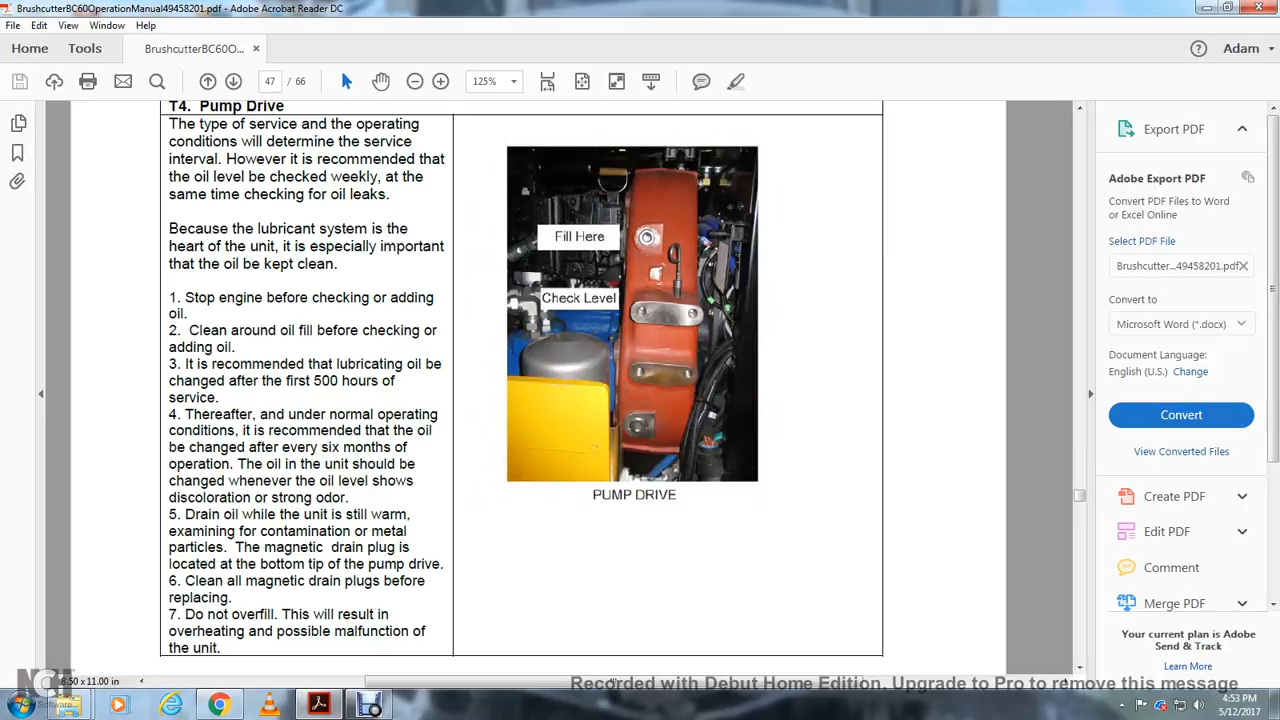 BrushcutterBC60OperationManual49458201.pdf - Adobe Acrobat Reader DC
File Edit View Window Help
Home Tools BrushcutterBC60O... × Adam
47 / 66 125%
T4. Pump Drive
The type of service and the operating
conditions will determine the service
interval. However it is recommended that
the oil level be checked weekly, at the
same time checking for oil leaks.
Because the lubricant system is the
heart of the unit, it is especially important
that the oil be kept clean.
1. Stop engine before checking or adding
oil.
2. Clean around oil fill before checking or
adding oil.
3. It is recommended that lubricating oil be
changed after the first 500 hours of
service.
4. Thereafter, and under normal operating
conditions, it is recommended that the oil
be changed after every six months of
operation. The oil in the unit should be
changed whenever the oil level shows
discoloration or strong odor.
5. Drain oil while the unit is still warm,
examining for contamination or metal
particles. The magnetic drain plug is
located at the bottom tip of the pump drive.
6. Clean all magnetic drain plugs before
replacing.
7. Do not overfill. This will result in
overheating and possible malfunction of
the unit.
Fill Here
Check Level
PUMP DRIVE
Export PDF
Adobe Export PDF
Convert PDF Files to Word
or Excel Online
Select PDF File
Brushcutter...49458201.pdf ×
Convert to
Microsoft Word (*.docx)
Document Language:
English (U.S.) Change
Convert
View Converted Files
Create PDF
Edit PDF
Comment
Merge PDF
Your current plan is Adobe
Send & Track
Learn More
8.50 x 11.00 in
NCH
Software
Recorded with Debut Home Edition. Upgrade to Pro to remove this message
4:53 PM
5/12/2017